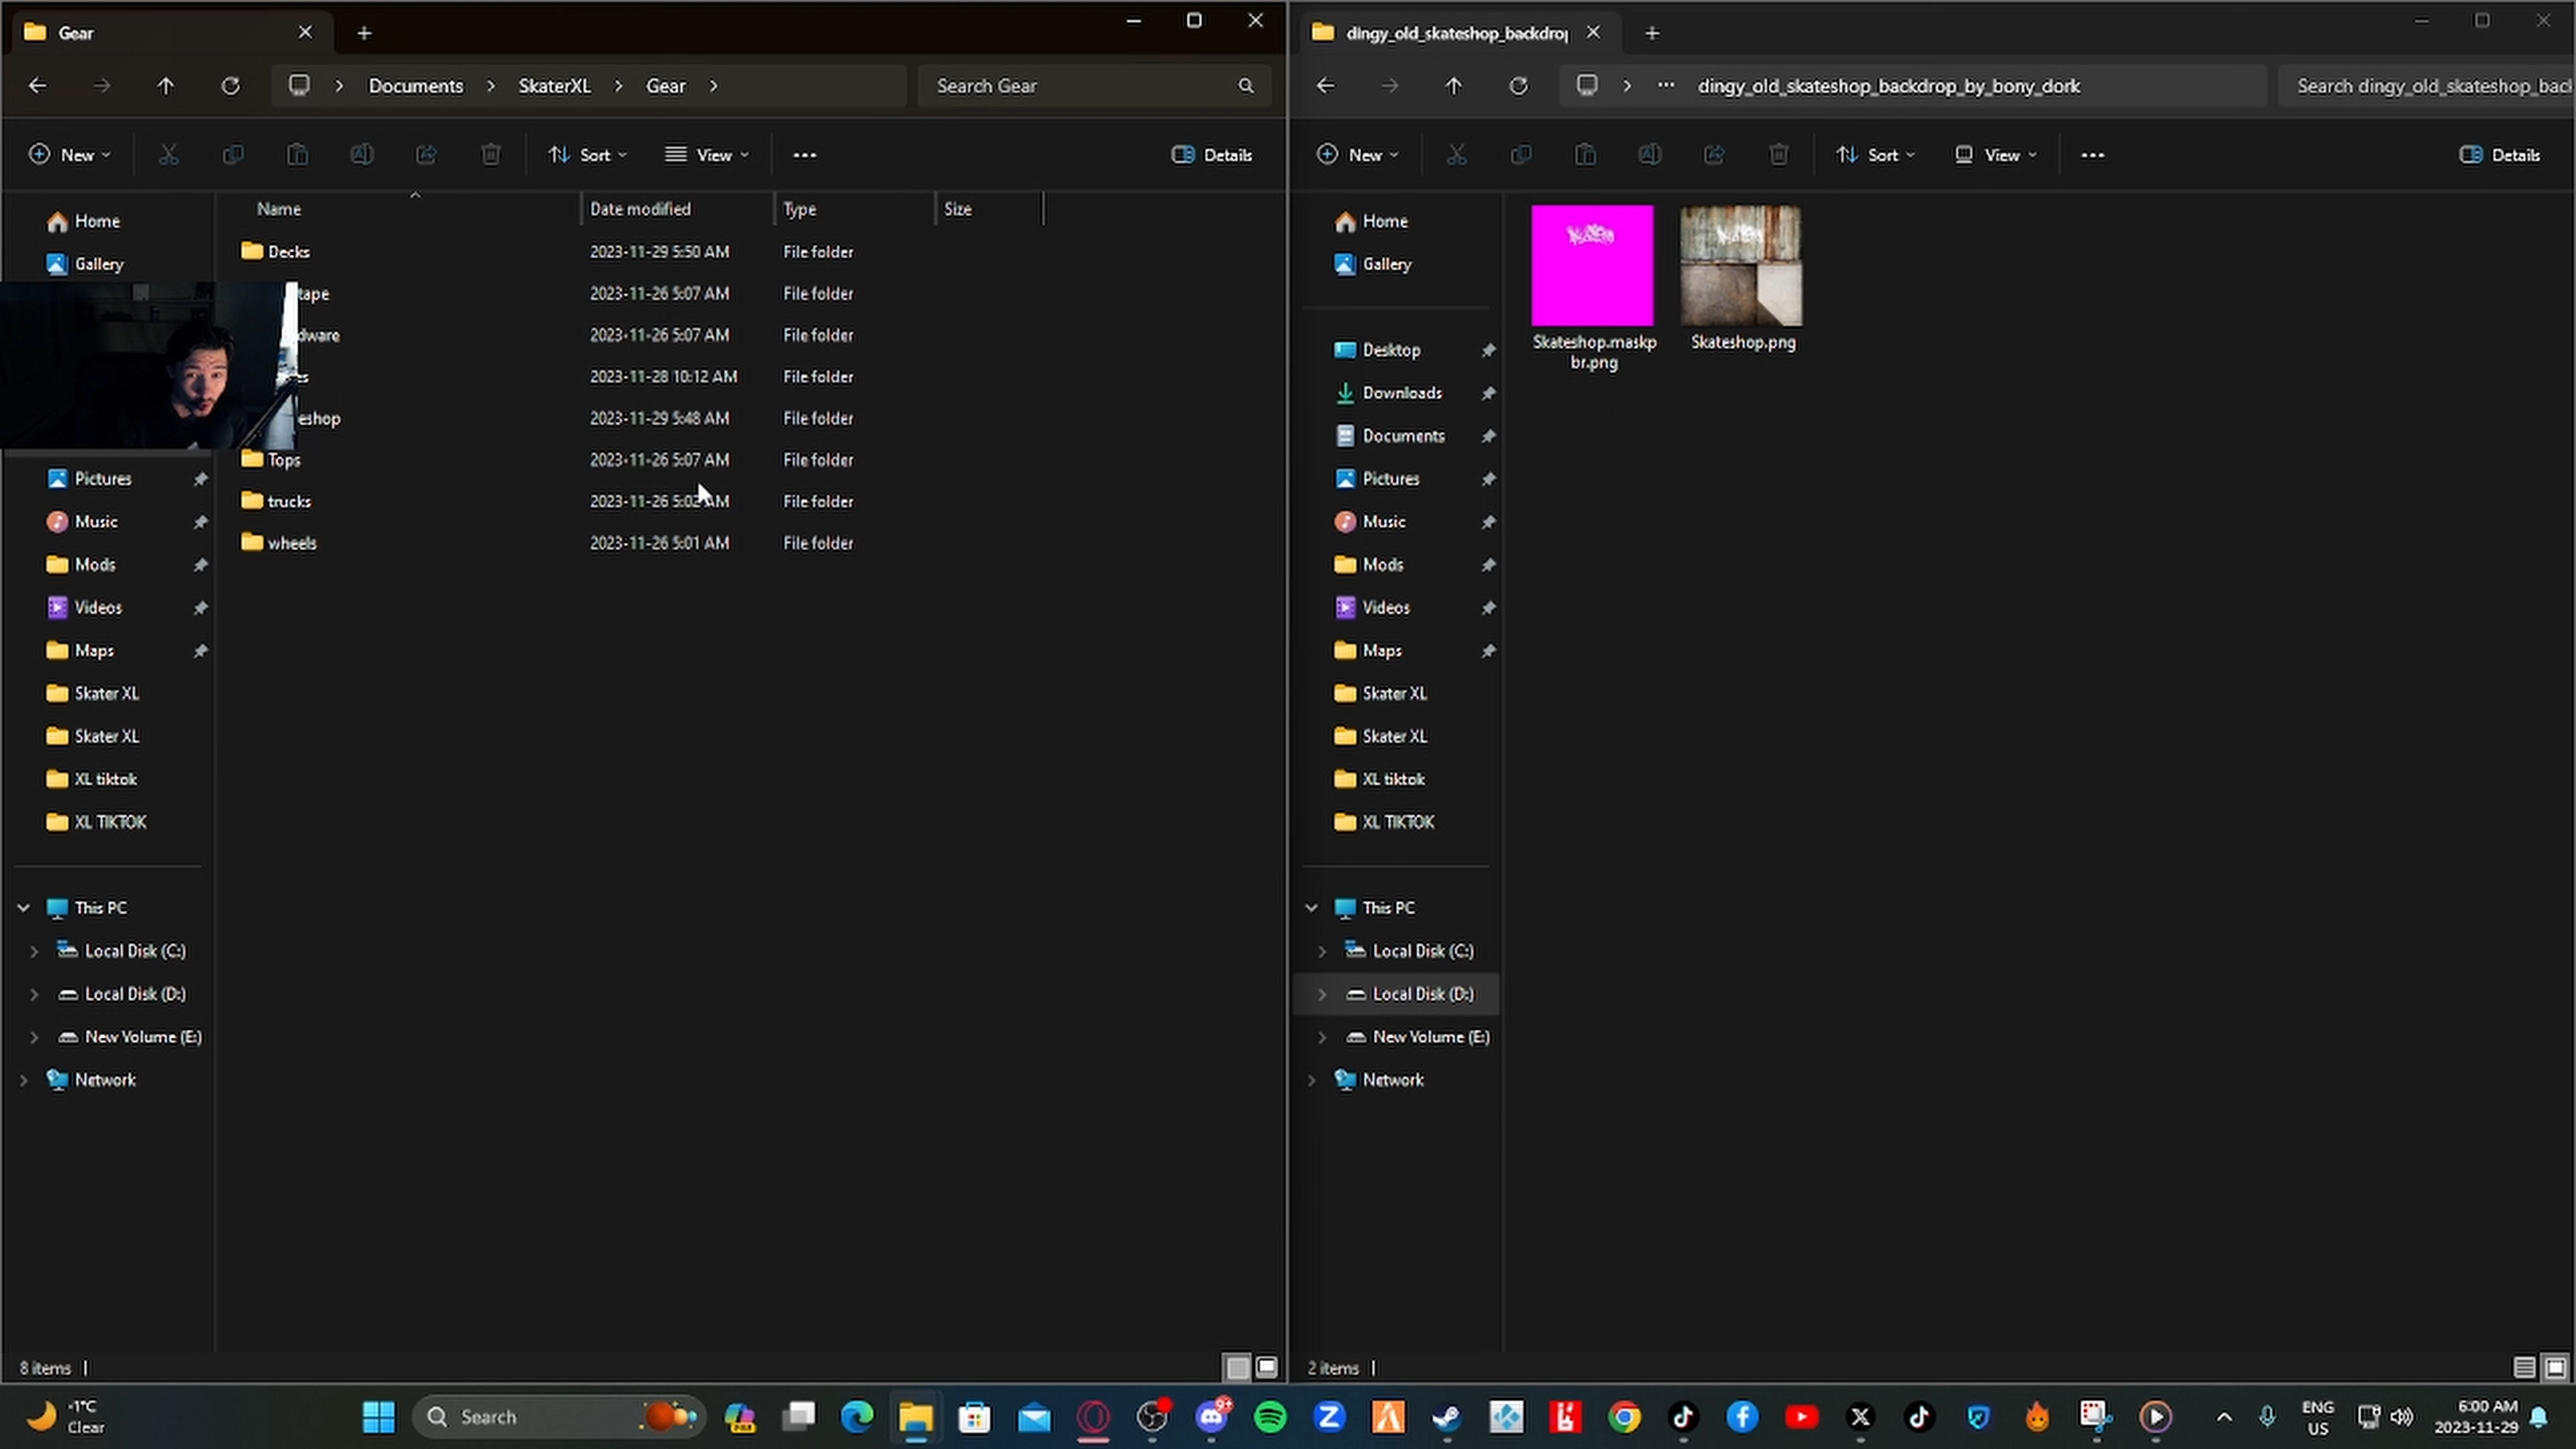 Gear
Documents
SkaterXL
Gear
Search Gear
New
Sort
View
Details
Name
Date modified
Type
Size
Home
Gallery
Decks 2023-11-29 5:50 AM File folder
tape 2023-11-26 5:07 AM File folder
dware 2023-11-26 5:07 AM File folder
2023-11-28 10:12 AM File folder
eshop 2023-11-29 5:48 AM File folder
Tops 2023-11-26 5:07 AM File folder
trucks 2023-11-26 5:02 AM File folder
wheels 2023-11-26 5:01 AM File folder
Pictures
Music
Mods
Videos
Maps
Skater XL
Skater XL
XL tiktok
XL TIKTOK
This PC
Local Disk (C:)
Local Disk (D:)
New Volume (E:)
Network
8 items
dingy_old_skateshop_backdrop
dingy_old_skateshop_backdrop_by_bony_dork
Search dingy_old_skateshop_back
New
Sort
View
Details
Home
Gallery
Desktop
Downloads
Documents
Pictures
Music
Mods
Videos
Maps
Skater XL
Skater XL
XL tiktok
XL TIKTOK
This PC
Local Disk (C:)
Local Disk (D:)
New Volume (E:)
Network
Skateshop.maskp
br.png
Skateshop.png
2 items
-1°C
Clear
Search
9+
ENG
US
6:00 AM
2023-11-29